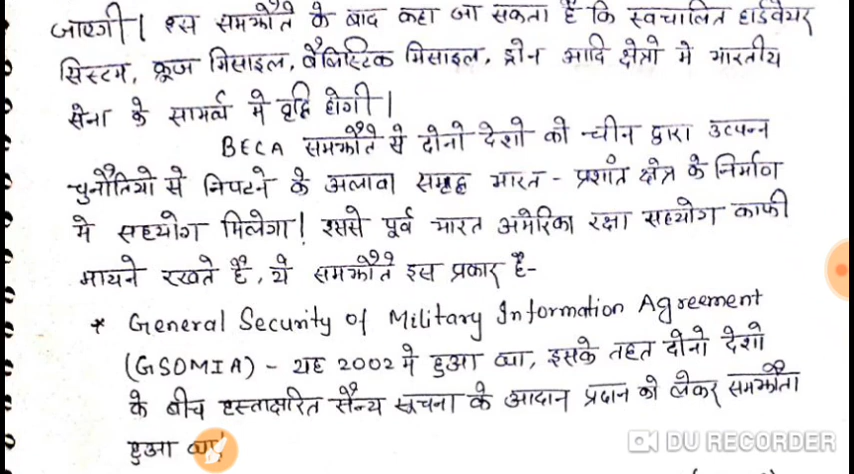 जाएगी। इस समझौते के बाद कहा जा सकता है कि स्वचालित हार्डवेयर
सिस्टम, क्रूज मिसाइल, बैलिस्टिक मिसाइल, ड्रोन आदि क्षेत्रो मे भारतीय
सेना के सामर्थ्य मे वृद्दि होगी।
BECA समझौते से दोनो देशो को चीन द्वारा उत्पन्न
चुनौतियो से निपटने के अलावा समृद्ध भारत - प्रशांत क्षेत्र के निर्माण
मे सहयोग मिलेगा! इससे पूर्व भारत अमेरिका रक्षा सहयोग काफी
मायने रखते है, ये समझौते इस प्रकार है-
* General Security of Military Information Agreement
(GSOMIA) - यह 2002 मे हुआ था, इसके तहत दोनो देशो
के बीच हस्ताक्षरित सैन्य सूचना के आदान प्रदान को लेकर समझौता
हुआ था
DU RECORDER